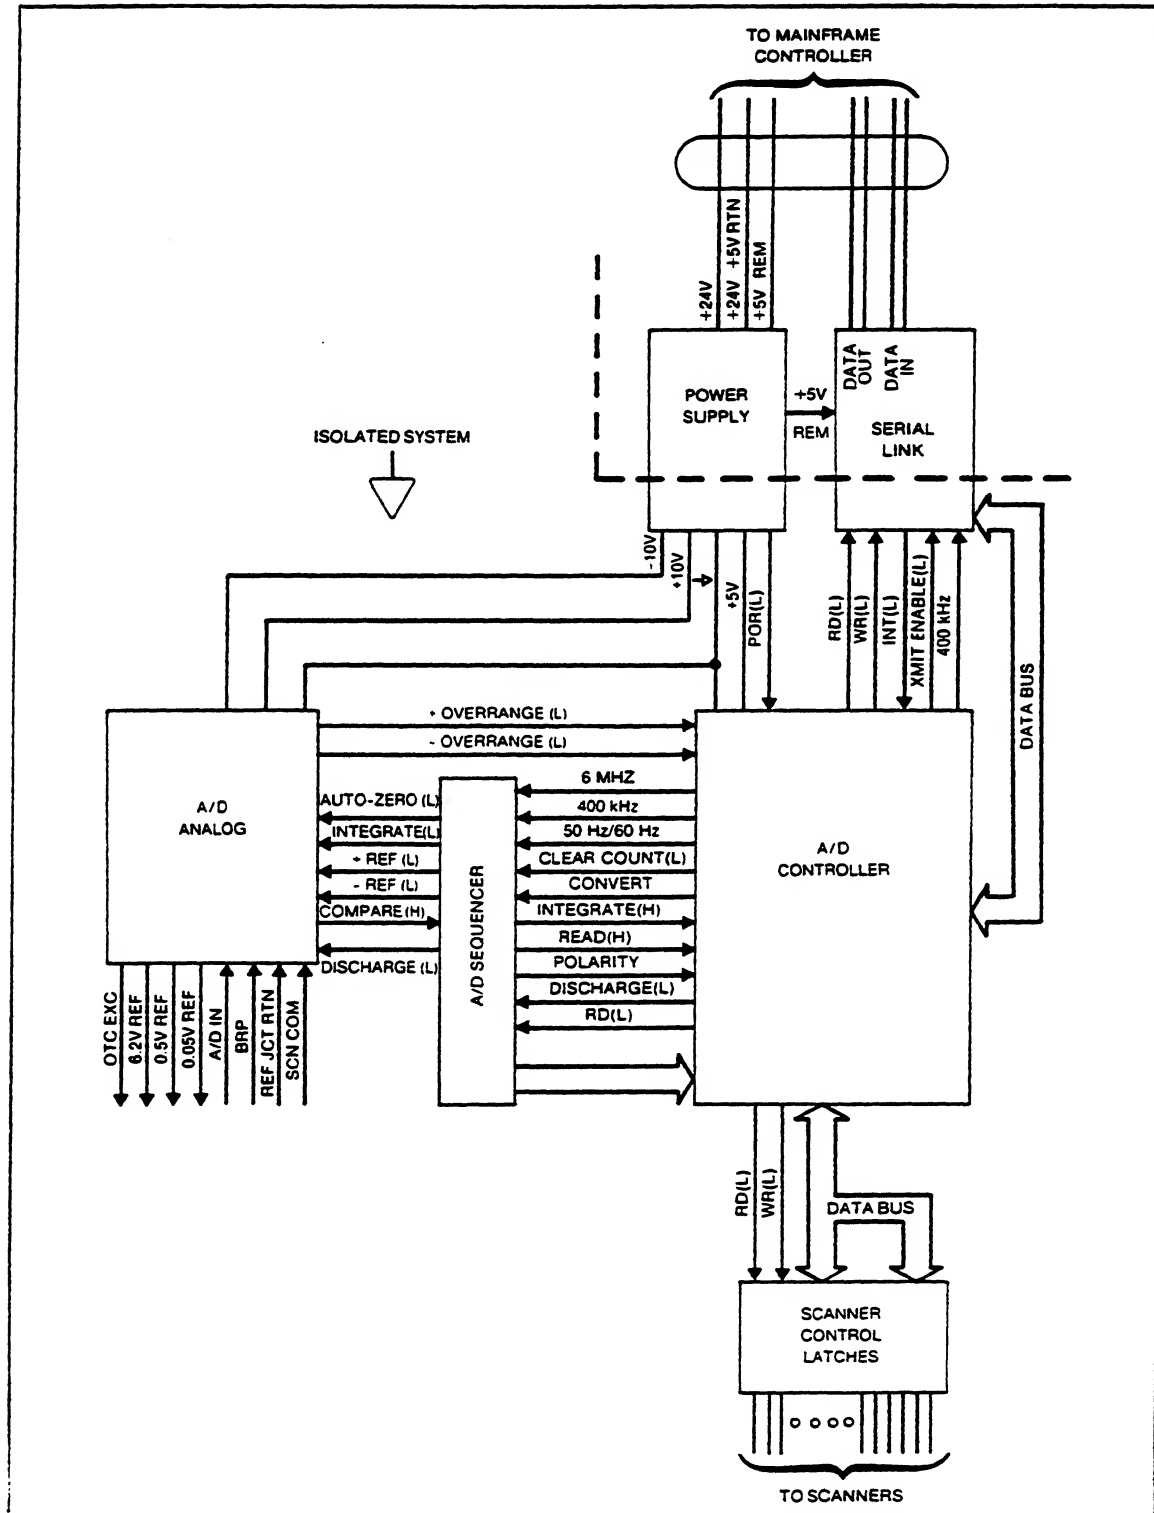 TO MAINFRAME
CONTROLLER
+24V
+24V +5V RTN
+5V REM
DATA
OUT
DATA
IN
POWER
SUPPLY
+5V
REM
SERIAL
LINK
ISOLATED SYSTEM
-10V
+10V
+5V
POR(L)
RD(L)
WR(L)
INT(L)
XMIT ENABLE(L)
400 kHz
DATA BUS
+ OVERRANGE (L)
- OVERRANGE (L)
A/D
ANALOG
AUTO-ZERO (L)
INTEGRATE(L)
+ REF (L)
- REF (L)
COMPARE(H)
DISCHARGE (L)
A/D SEQUENCER
6 MHZ
400 kHz
50 Hz/60 Hz
CLEAR COUNT(L)
CONVERT
INTEGRATE(H)
READ(H)
POLARITY
DISCHARGE(L)
RD(L)
A/D
CONTROLLER
OTC EXC
6.2V REF
0.5V REF
0.05V REF
A/D IN
BRP
REF JCT RTN
SCN COM
RD(L)
WR(L)
DATA BUS
SCANNER
CONTROL
LATCHES
TO SCANNERS